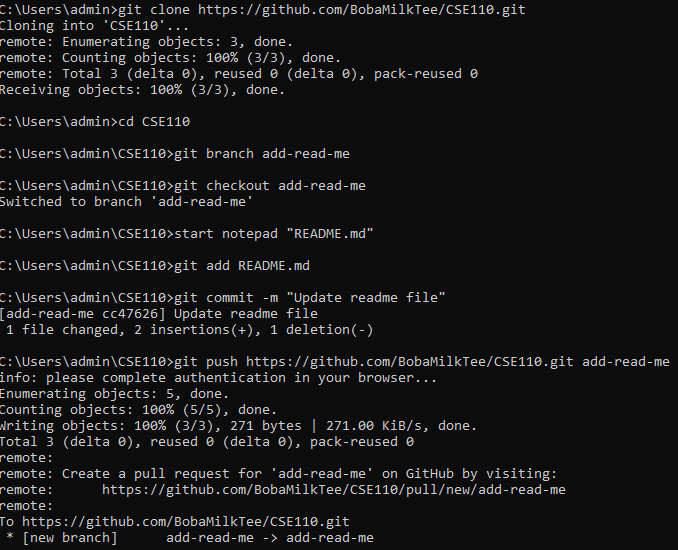 C:\Users\admin>git clone https://github.com/BobaMilkTee/CSE110.git
Cloning into 'CSE110'...
remote: Enumerating objects: 3, done.
remote: Counting objects: 100% (3/3), done.
remote: Total 3 (delta 0), reused 0 (delta 0), pack-reused 0
Receiving objects: 100% (3/3), done.
C:\Users\admin>cd CSE110
C:\Users\admin\CSE110>git branch add-read-me
C:\Users\admin\CSE110>git checkout add-read-me
Switched to branch 'add-read-me'
C:\Users\admin\CSE110>start notepad "README.md"
C:\Users\admin\CSE110>git add README.md
C:\Users\admin\CSE110>git commit -m "Update readme file"
[add-read-me cc47626] Update readme file
 1 file changed, 2 insertions(+), 1 deletion(-)
C:\Users\admin\CSE110>git push https://github.com/BobaMilkTee/CSE110.git add-read-me
info: please complete authentication in your browser...
Enumerating objects: 5, done.
Counting objects: 100% (5/5), done.
Writing objects: 100% (3/3), 271 bytes | 271.00 KiB/s, done.
Total 3 (delta 0), reused 0 (delta 0), pack-reused 0
remote:
remote: Create a pull request for 'add-read-me' on GitHub by visiting:
remote:      https://github.com/BobaMilkTee/CSE110/pull/new/add-read-me
remote:
To https://github.com/BobaMilkTee/CSE110.git
 * [new branch]      add-read-me -> add-read-me